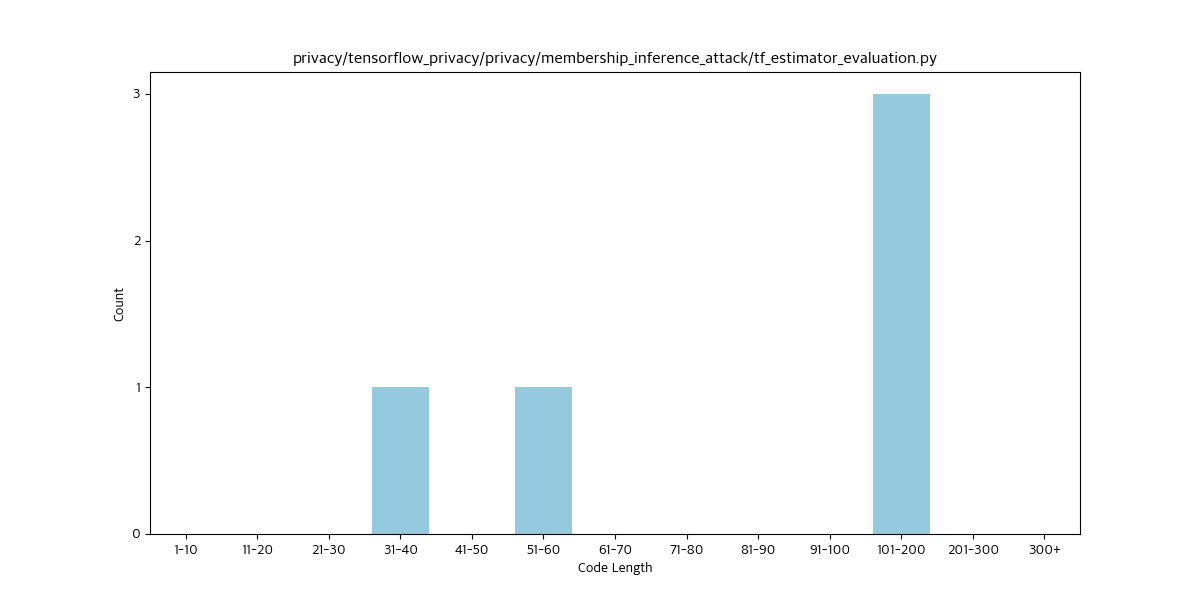 privacy/tensorflow_privacy/privacy/membership_inference_attack/tf_estimator_evaluation.py
3
2
1
0
Count
1-10 11-20 21-30 31-40 41-50 51-60 61-70 71-80 81-90 91-100 101-200 201-300 300+
Code Length